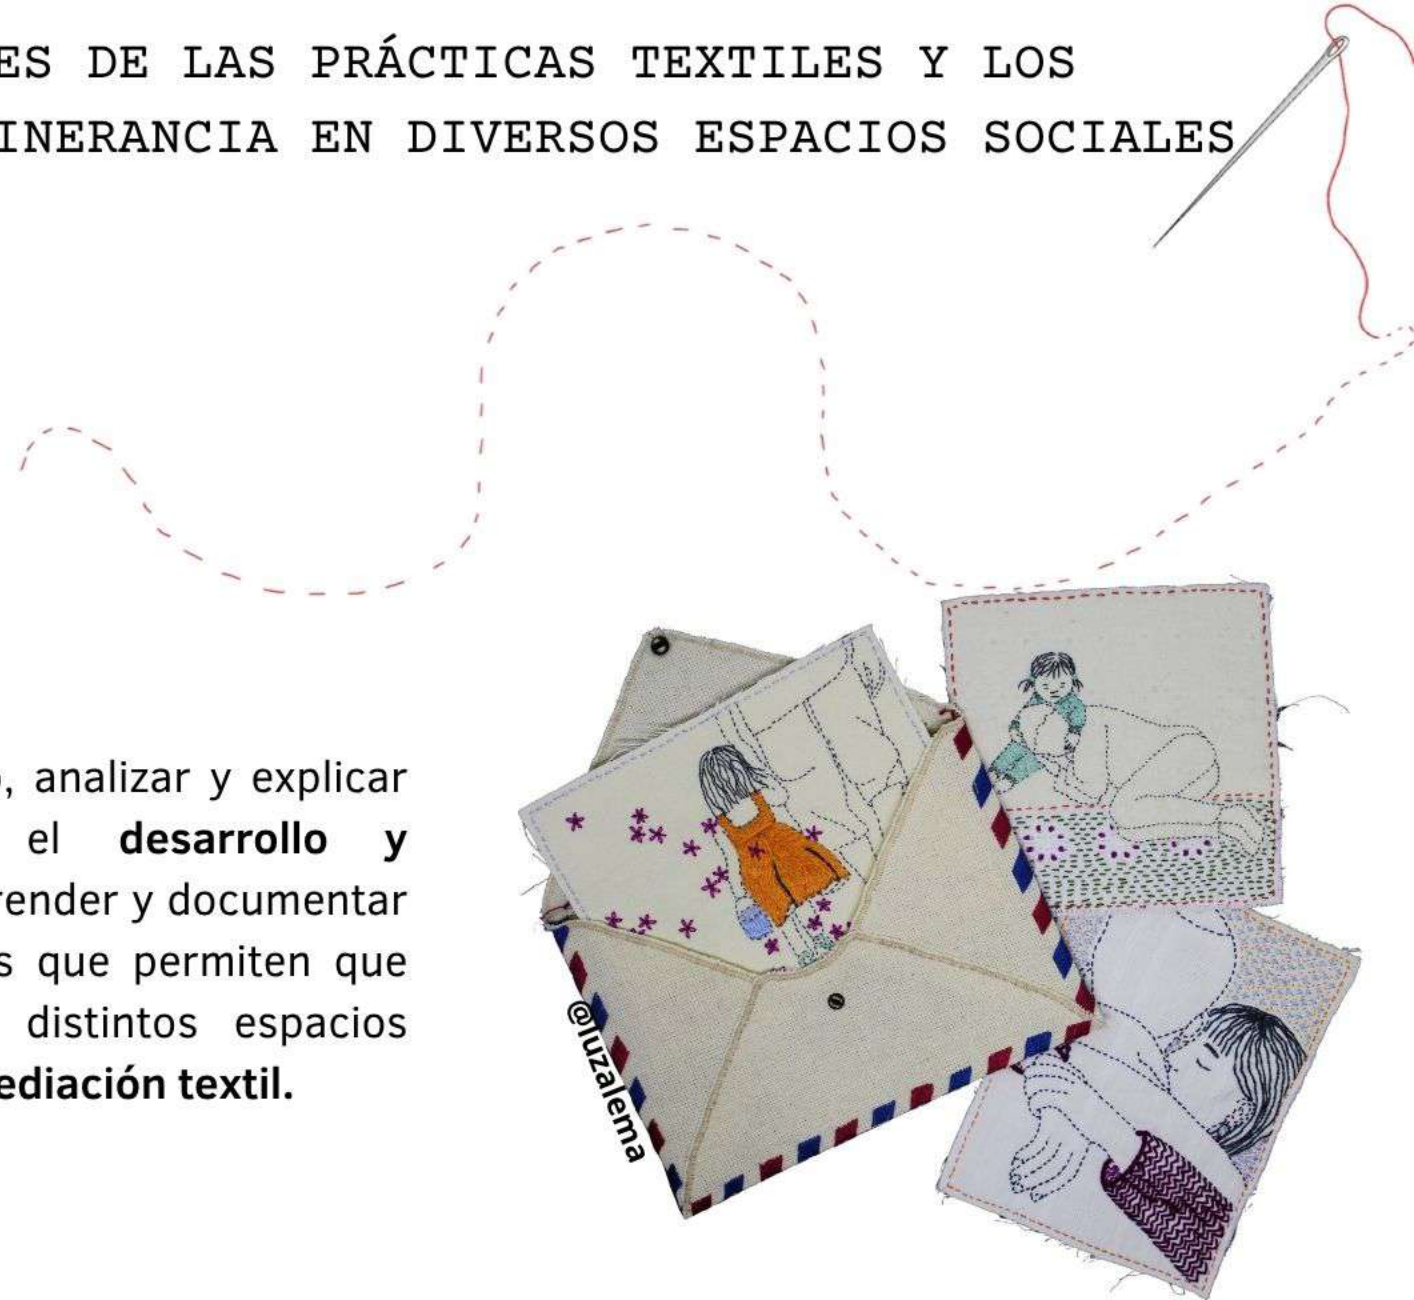 ES DE LAS PRÁCTICAS TEXTILES Y LOS
INERANCIA EN DIVERSOS ESPACIOS SOCIALES
, analizar y explicar
el desarrollo y
render y documentar
s que permiten que
distintos espacios
ediación textil.
@luzalema